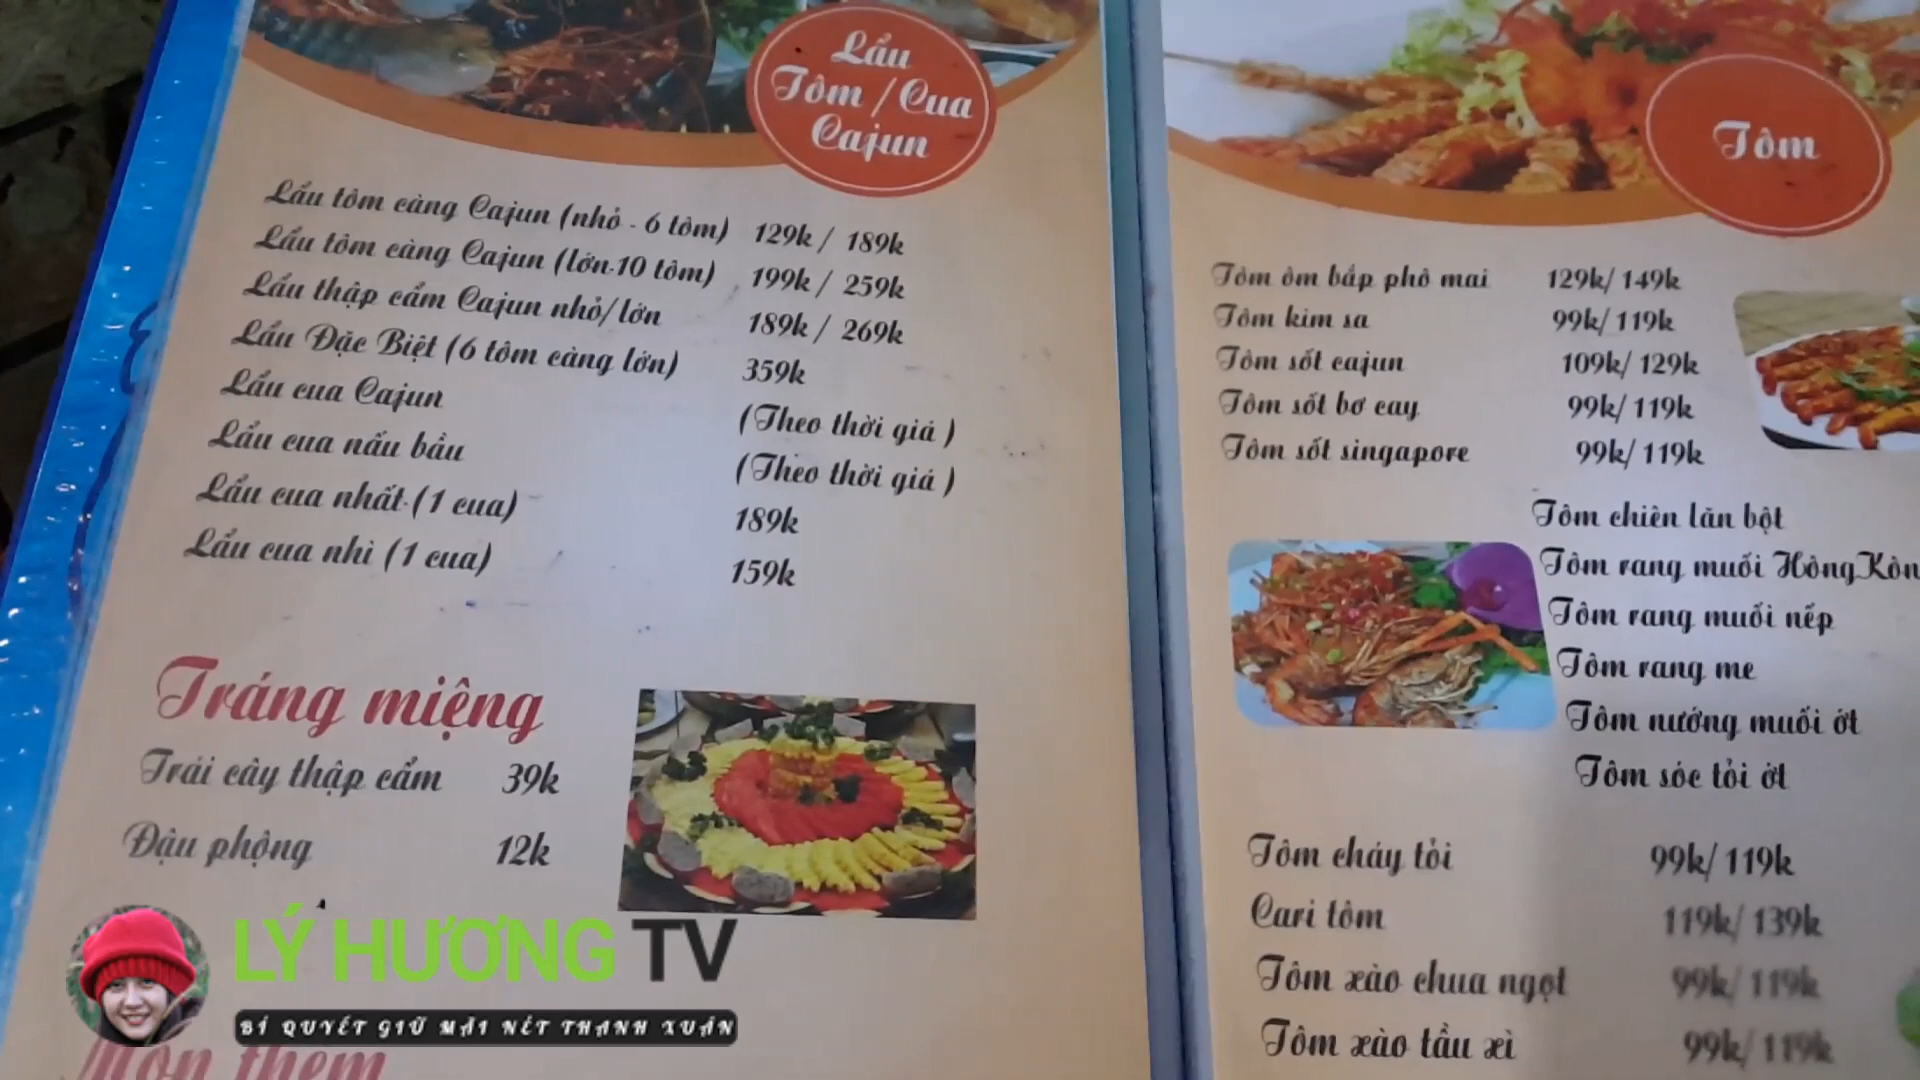 Lẩu
Tôm / Cua
Cajun
Lẩu tôm càng Cajun (nhỏ - 6 tôm) 129k / 189k
Lẩu tôm càng Cajun (lớn-10 tôm) 199k / 259k
Lẩu thập cẩm Cajun nhỏ/lớn 189k / 269k
Lẩu Đặc Biệt (6 tôm càng lớn) 359k
Lẩu cua Cajun (Theo thời giá )
Lẩu cua nấu bầu (Theo thời giá )
Lẩu cua nhất (1 cua) 189k
Lẩu cua nhì (1 cua) 159k
Tráng miệng
Trái cây thập cẩm 39k
Đậu phộng 12k
LÝ HƯƠNG TV
BÍ QUYẾT GIỮ MÃI NÉT THANH XUÂN
Món thêm
Tôm
Tôm ôm bắp phô mai 129k/ 149k
Tôm kim sa 99k/ 119k
Tôm sốt cajun 109k/ 129k
Tôm sốt bơ cay 99k/ 119k
Tôm sốt singapore 99k/ 119k
Tôm chiên lăn bột
Tôm rang muối HôngKôn
Tôm rang muối nếp
Tôm rang me
Tôm nướng muối ớt
Tôm sóc tỏi ớt
Tôm cháy tỏi 99k/ 119k
Cari tôm 119k/ 139k
Tôm xào chua ngọt 99k/ 119k
Tôm xào tầu xì 99k/ 119k